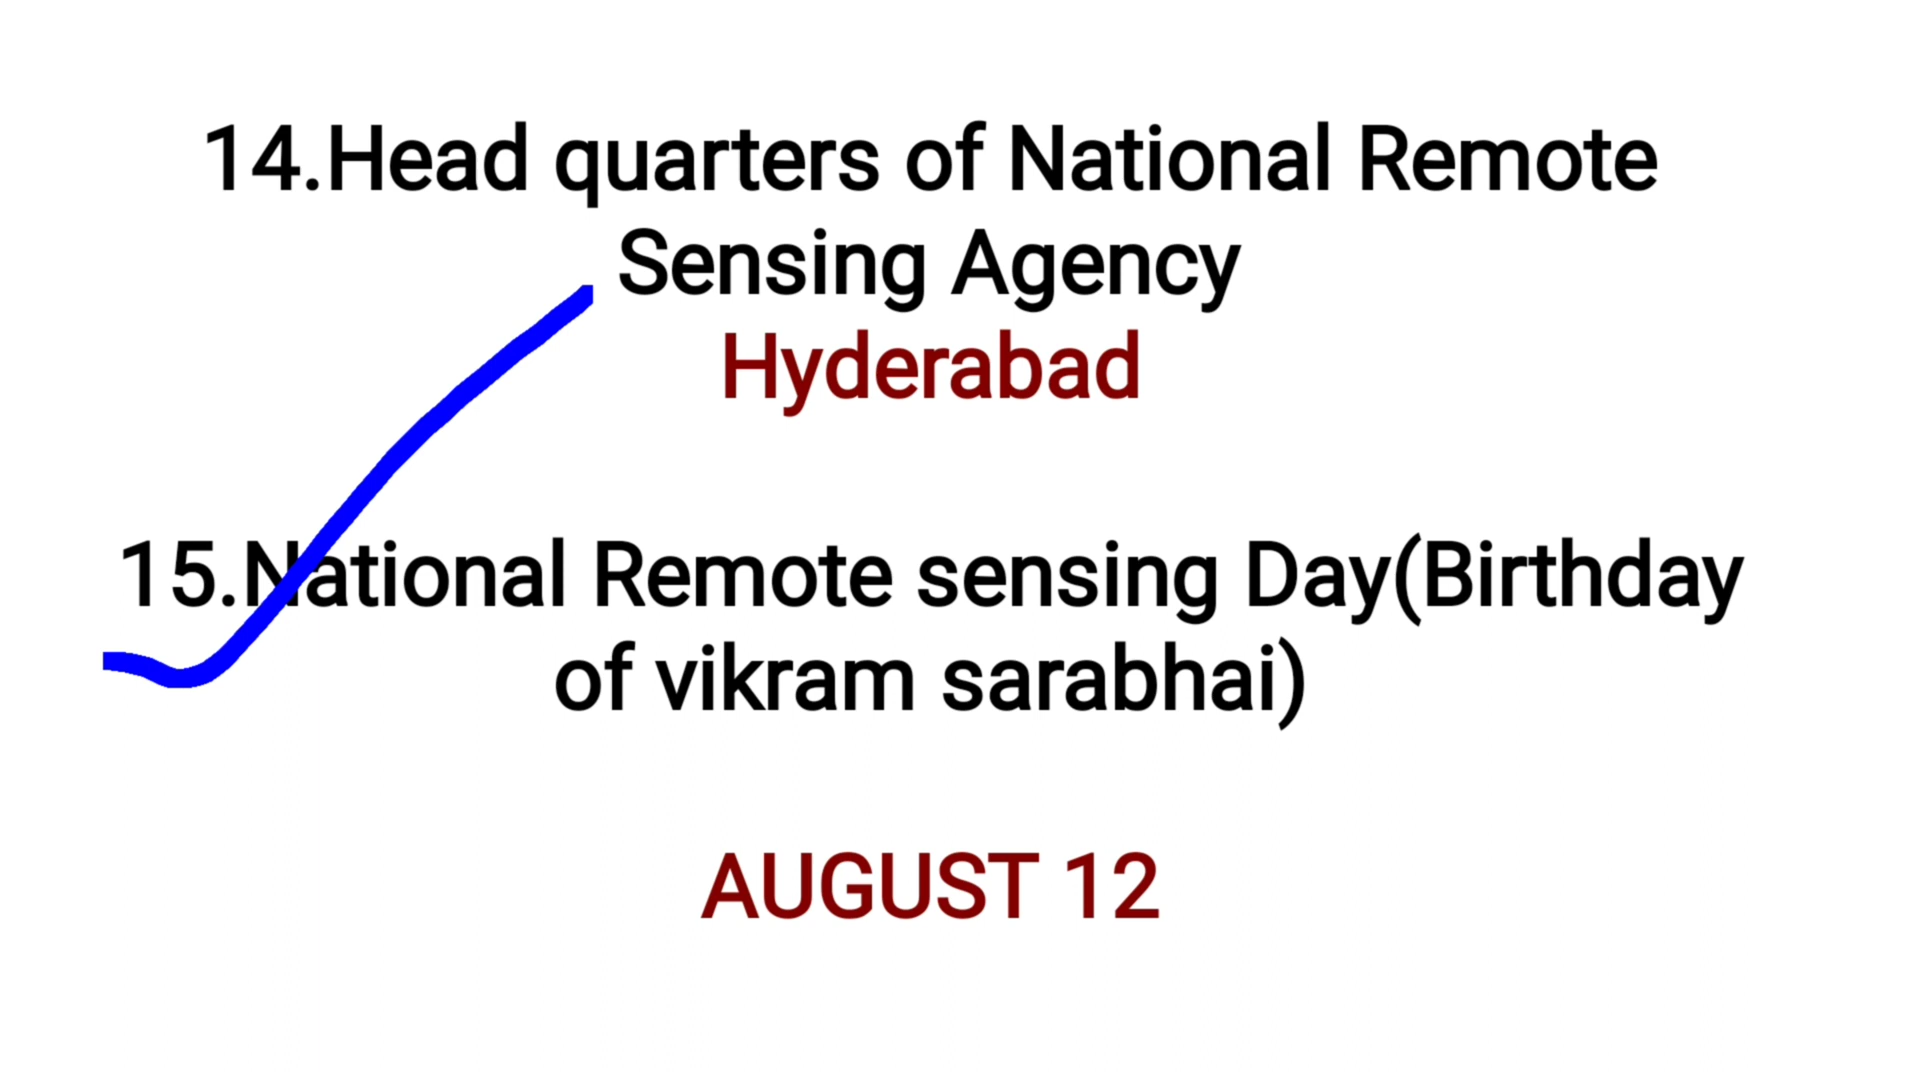 14.Head quarters of National Remote
Sensing Agency
Hyderabad
15.National Remote sensing Day(Birthday
of vikram sarabhai)
AUGUST 12